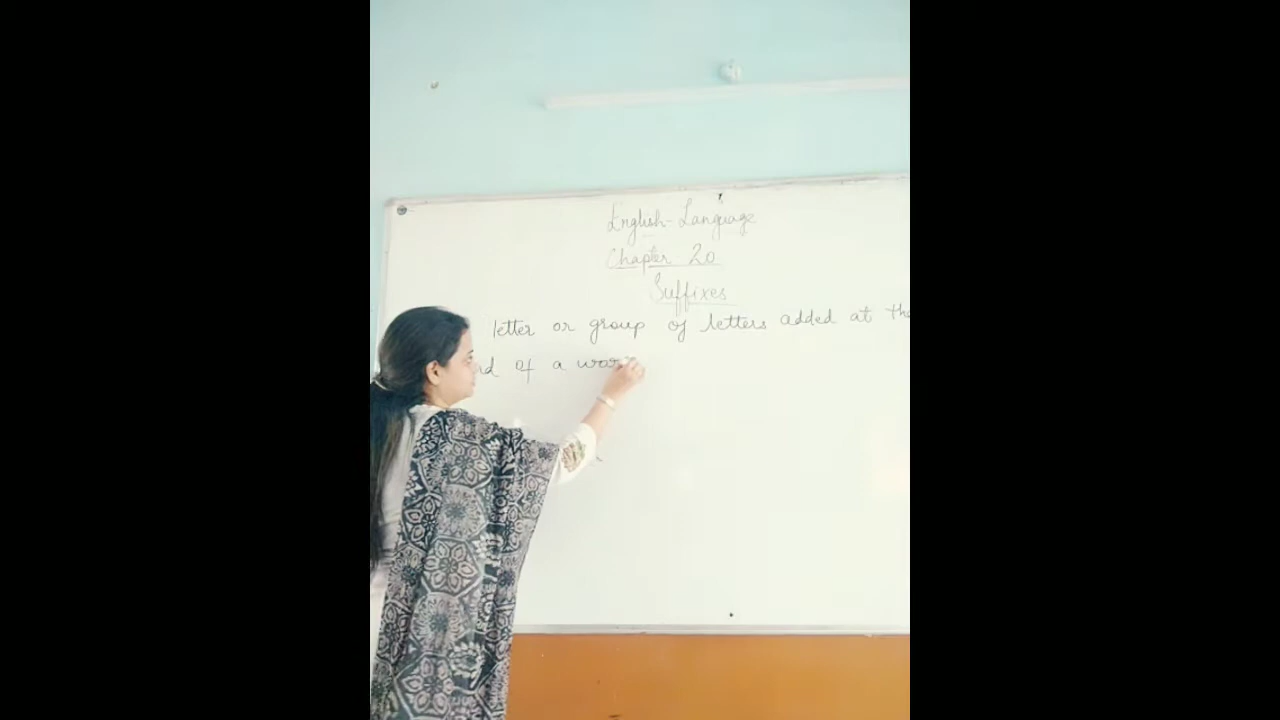 English-Language
Chapter 20
Suffixes
letter or group of letters added at the
of a